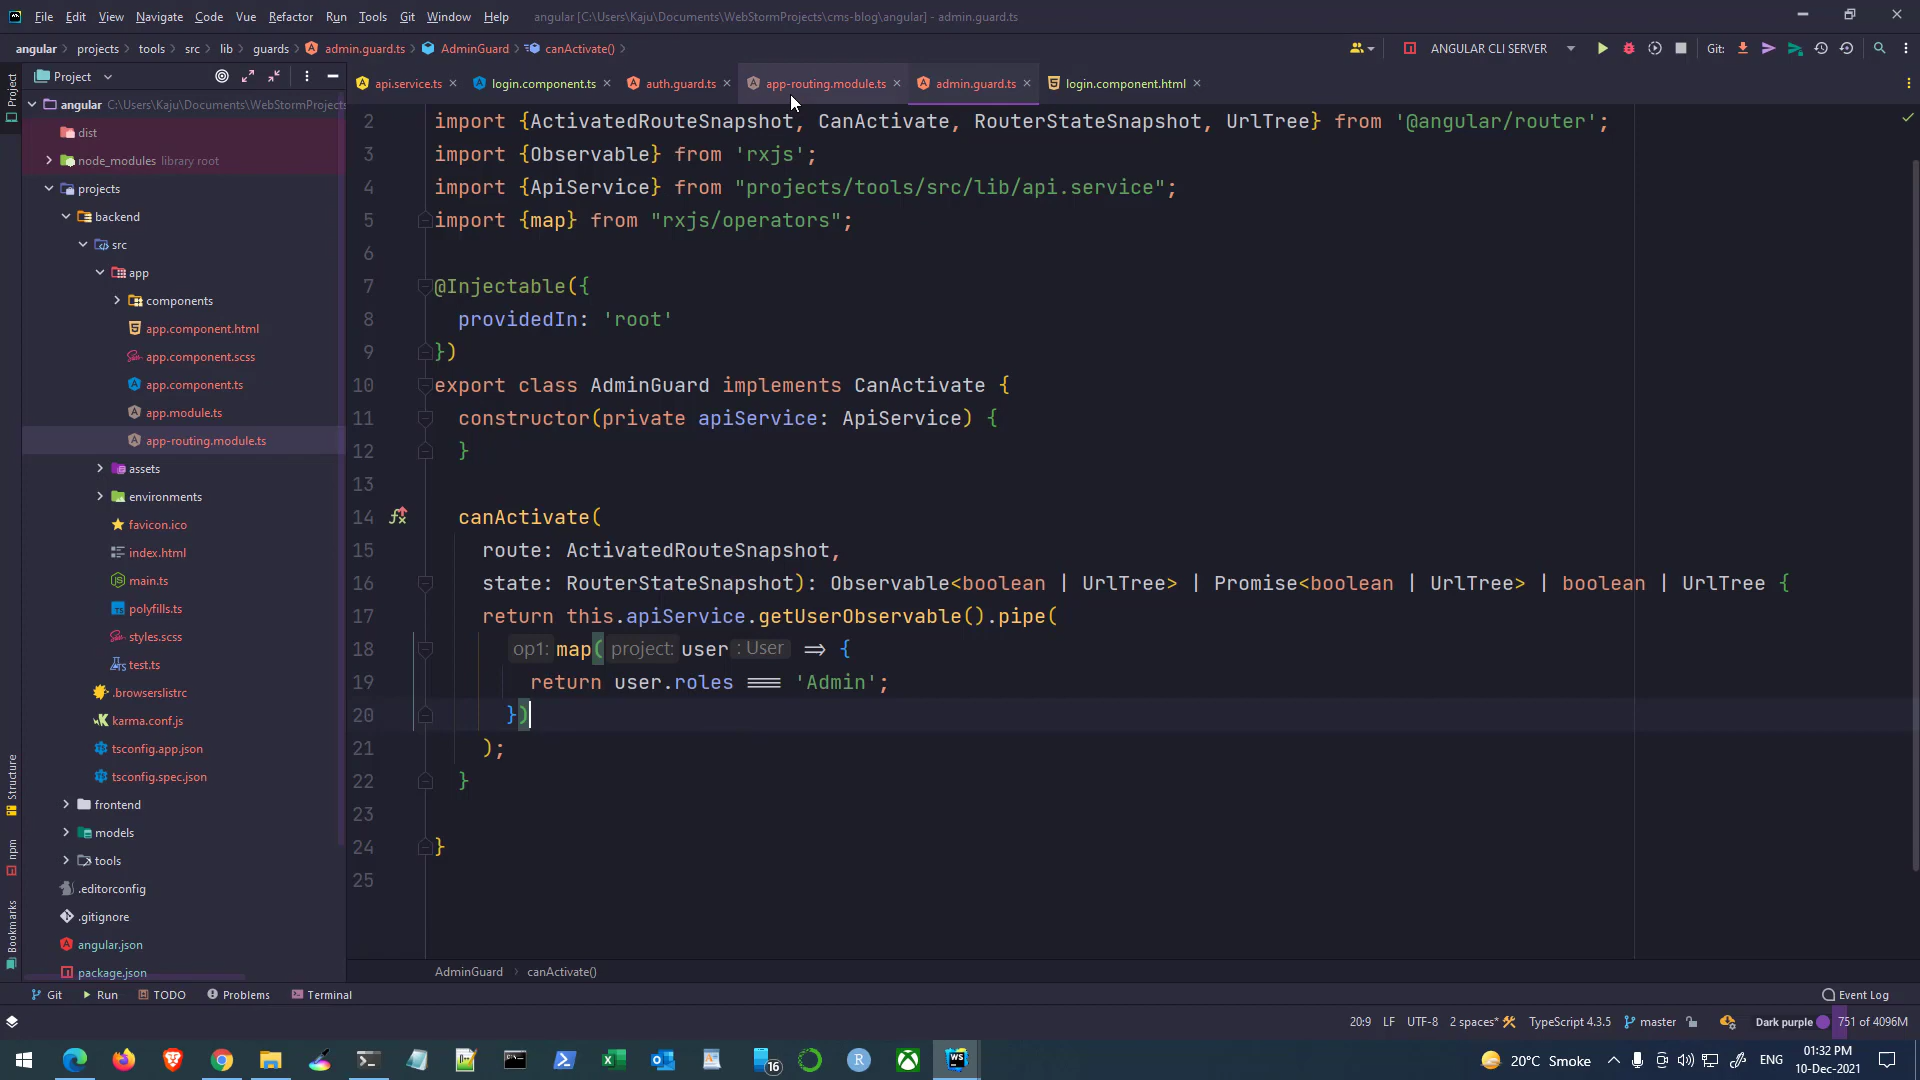 File Edit View Navigate Code Vue Refactor Run Tools Git Window Help angular [C:\Users\Kaju\Documents\WebStormProjects\cms-blog\angular] - admin.guard.ts
angular projects tools src lib guards admin.guard.ts AdminGuard canActivate() ANGULAR CLI SERVER Git:
Project api.service.ts login.component.ts auth.guard.ts app-routing.module.ts admin.guard.ts login.component.html
Project
angular C:\Users\Kaju\Documents\WebStormProjects
dist
node_modules library root
projects
backend
src
app
components
app.component.html
app.component.scss
app.component.ts
app.module.ts
app-routing.module.ts
assets
environments
favicon.ico
index.html
main.ts
polyfills.ts
styles.scss
test.ts
.browserslistrc
karma.conf.js
tsconfig.app.json
tsconfig.spec.json
frontend
models
tools
.editorconfig
.gitignore
angular.json
package.json
Structure
npm
Bookmarks
2 import {ActivatedRouteSnapshot, CanActivate, RouterStateSnapshot, UrlTree} from '@angular/router';
3 import {Observable} from 'rxjs';
4 import {ApiService} from "projects/tools/src/lib/api.service";
5 import {map} from "rxjs/operators";
6
7 @Injectable({
8 providedIn: 'root'
9 })
10 export class AdminGuard implements CanActivate {
11 constructor(private apiService: ApiService) {
12 }
13
14 canActivate(
15 route: ActivatedRouteSnapshot,
16 state: RouterStateSnapshot): Observable<boolean | UrlTree> | Promise<boolean | UrlTree> | boolean | UrlTree {
17 return this.apiService.getUserObservable().pipe(
18 op1: map( project: user : User => {
19 return user.roles === 'Admin';
20 })
21 );
22 }
23
24 }
25
AdminGuard canActivate()
Git Run TODO Problems Terminal Event Log
20:9 LF UTF-8 2 spaces* TypeScript 4.3.5 master Dark purple 751 of 4096M
16 R WS 20°C Smoke ENG 01:32 PM
10-Dec-2021